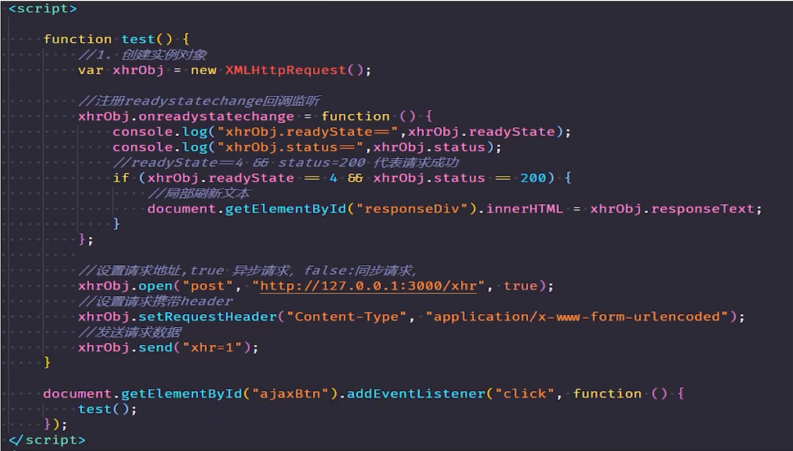 <script>
function test() {
//1. 创建实例对象
var xhrObj = new XMLHttpRequest();
//注册readystatechange回调监听
xhrObj.onreadystatechange = function () {
console.log("xhrObj.readyState==",xhrObj.readyState);
console.log("xhrObj.status==",xhrObj.status);
//readyState==4 && status=200 代表请求成功
if (xhrObj.readyState == 4 && xhrObj.status == 200) {
//局部刷新文本
document.getElementById("responseDiv").innerHTML = xhrObj.responseText;
}
};
//设置请求地址,true 异步请求, false:同步请求,
xhrObj.open("post", "http://127.0.0.1:3000/xhr", true);
//设置请求携带header
xhrObj.setRequestHeader("Content-Type", "application/x-www-form-urlencoded");
//发送请求数据
xhrObj.send("xhr=1");
}
document.getElementById("ajaxBtn").addEventListener("click", function () {
test();
});
</script>